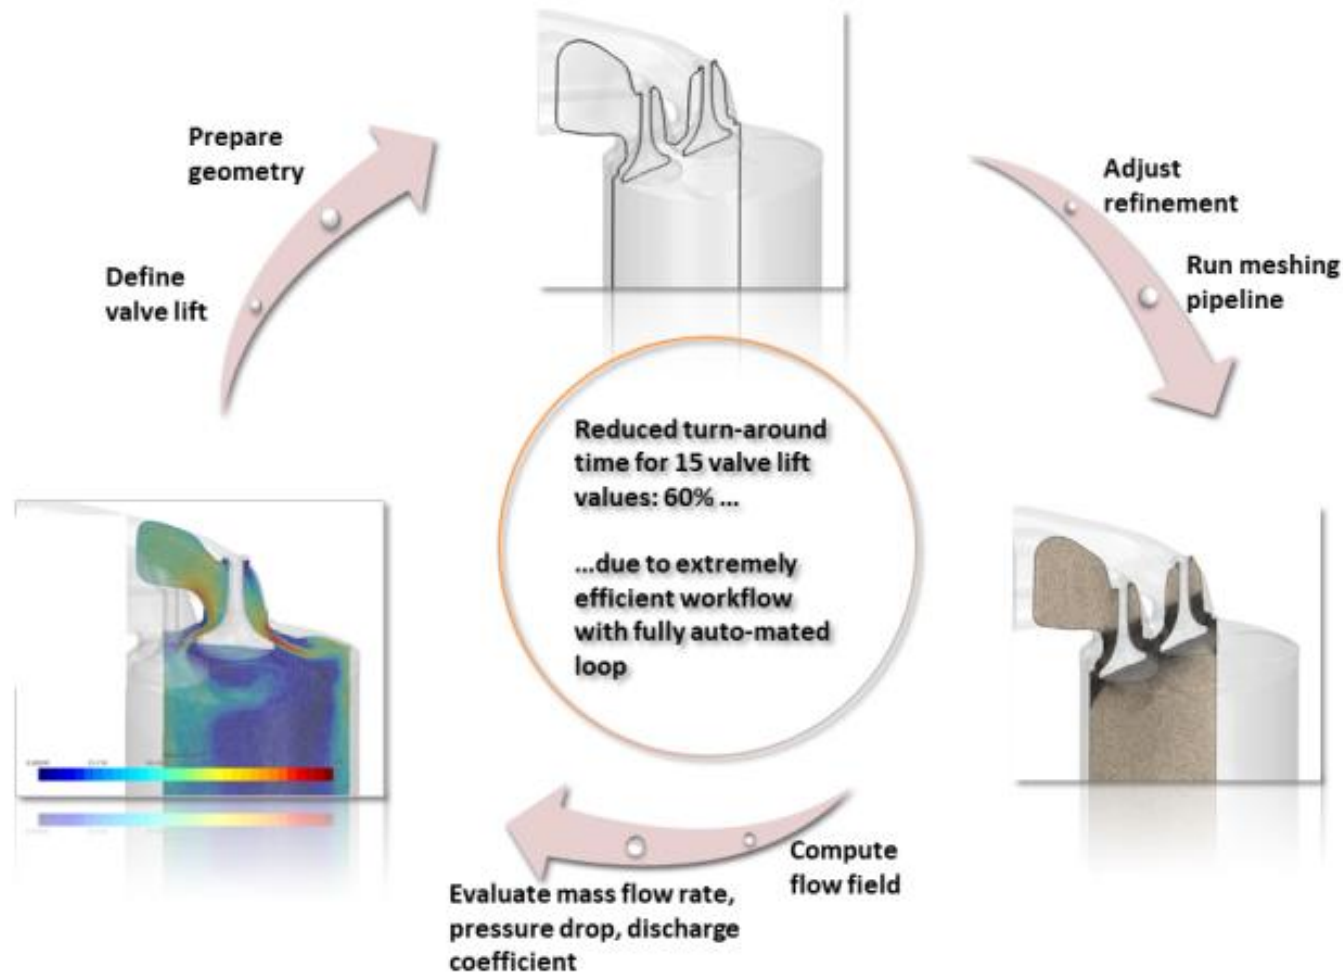 Prepare
geometry
Define
valve lift
Adjust
refinement
Run meshing
pipeline
Reduced turn-around
time for 15 valve lift
values: 60% ...
...due to extremely
efficient workflow
with fully auto-mated
loop
Compute
flow field
Evaluate mass flow rate,
pressure drop, discharge
coefficient